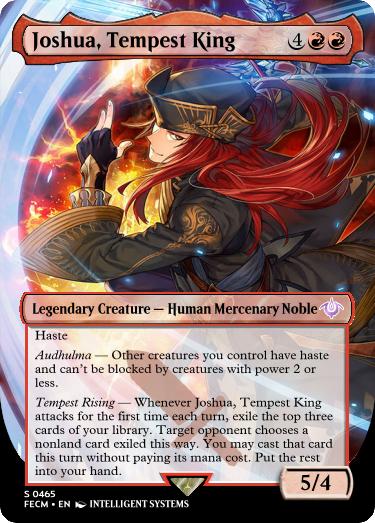 Joshua, Tempest King 4
Legendary Creature — Human Mercenary Noble
Haste
Audhulma — Other creatures you control have haste
and can't be blocked by creatures with power 2 or
less.
Tempest Rising — Whenever Joshua, Tempest King
attacks for the first time each turn, exile the top three
cards of your library. Target opponent chooses a
nonland card exiled this way. You may cast that card
this turn without paying its mana cost. Put the rest
into your hand.
5/4
S 0465
FECM • EN INTELLIGENT SYSTEMS